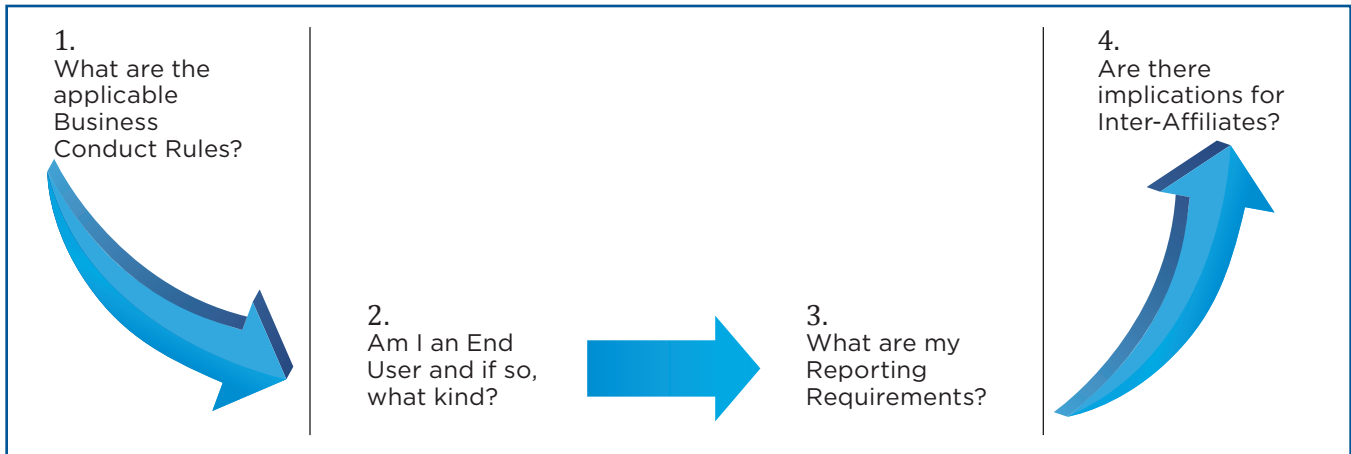 1.
What are the
applicable
Business
Conduct Rules?
2.
Am I an End
User and if so,
what kind?
3.
What are my
Reporting
Requirements?
4.
Are there
implications for
Inter-Affiliates?